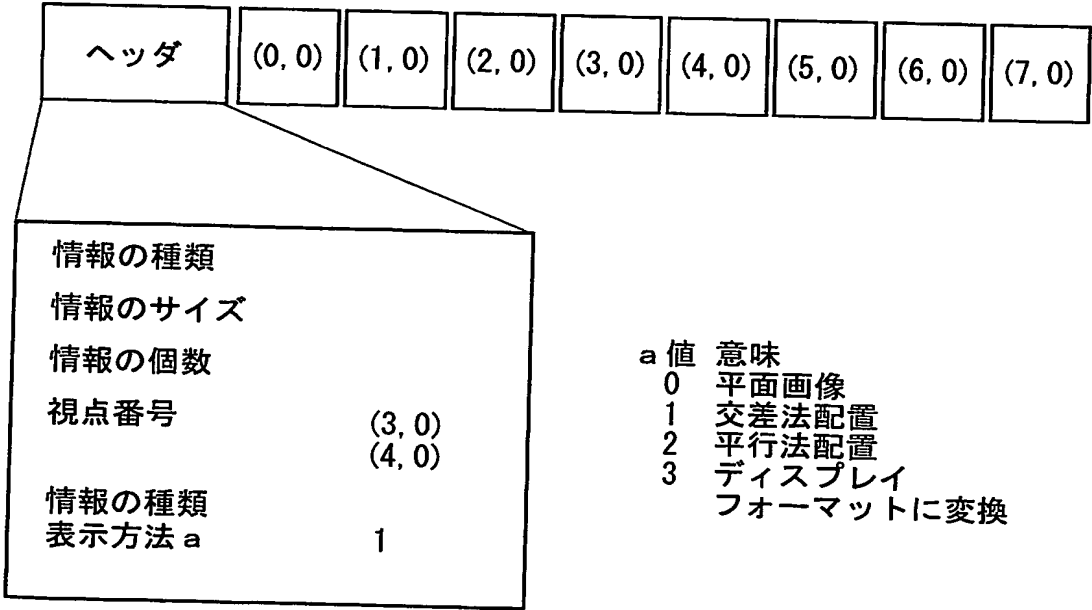 ヘッダ (0, 0) (1, 0) (2, 0) (3, 0) (4, 0) (5, 0) (6, 0) (7, 0)
情報の種類
情報のサイズ
情報の個数
視点番号 (3, 0)
(4, 0)
情報の種類
表示方法a 1
a値 意味
0 平面画像
1 交差法配置
2 平行法配置
3 ディスプレイ
フォーマットに変換